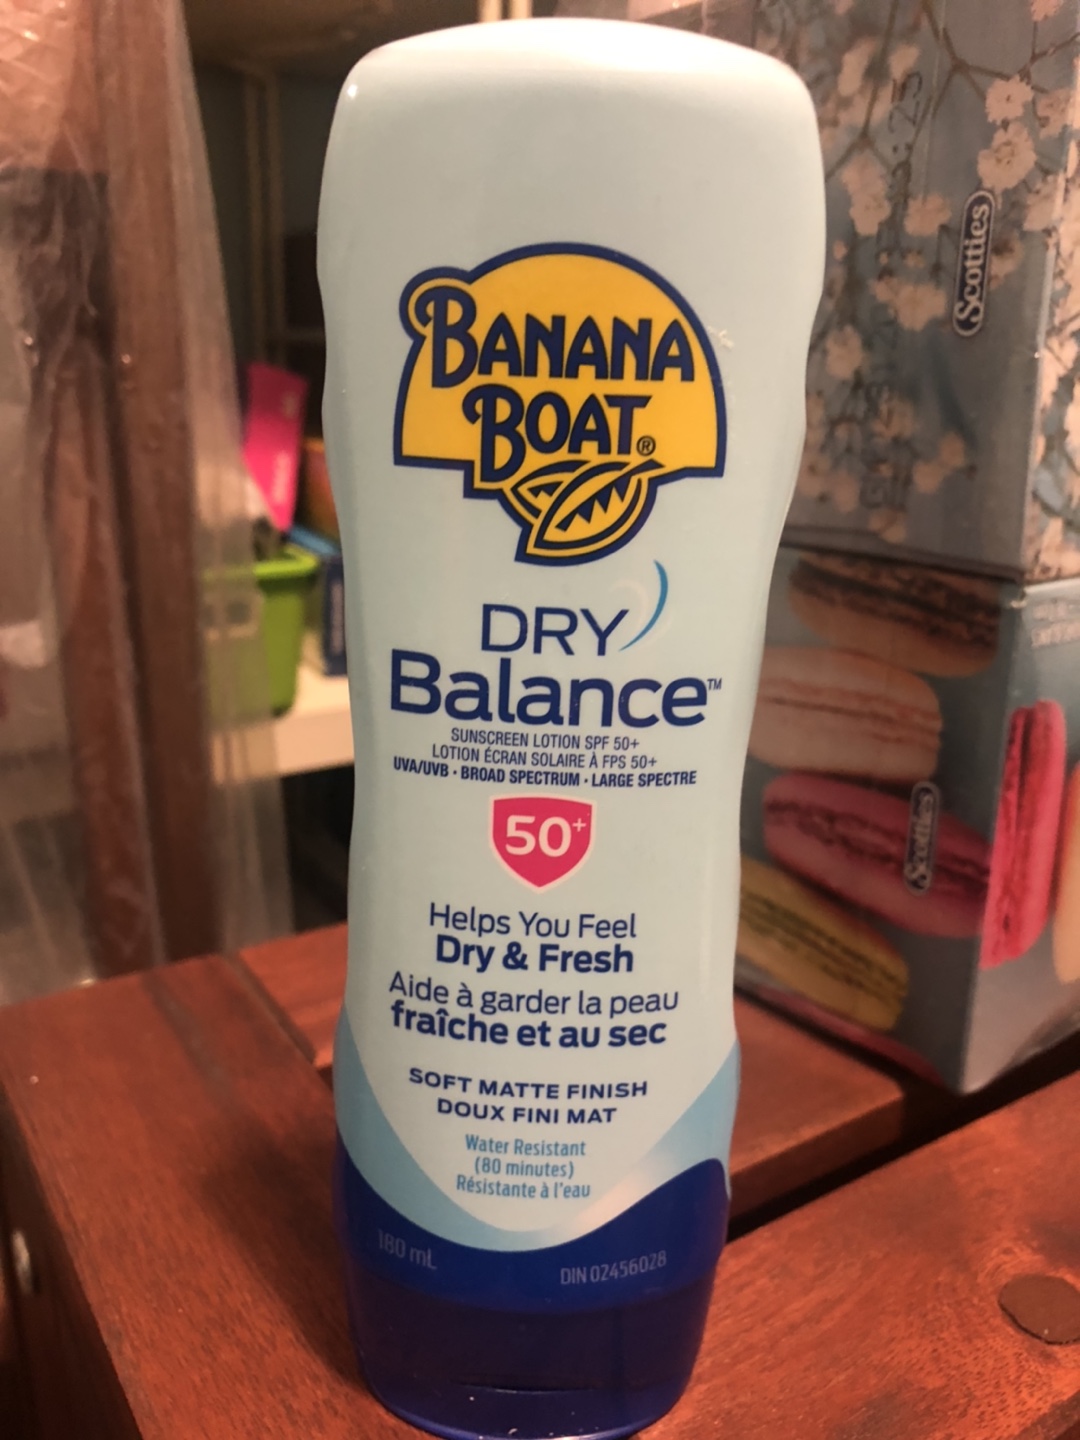 BANANA
BOAT®
DRY
Balance™
SUNSCREEN LOTION SPF 50+
LOTION ÉCRAN SOLAIRE À FPS 50+
UVA/UVB · BROAD SPECTRUM · LARGE SPECTRE
50+
Helps You Feel
Dry & Fresh
Aide à garder la peau
fraîche et au sec
SOFT MATTE FINISH
DOUX FINI MAT
Water Resistant
(80 minutes)
Résistante à l'eau
180 mL
DIN 02456028
Scotties
Scotties